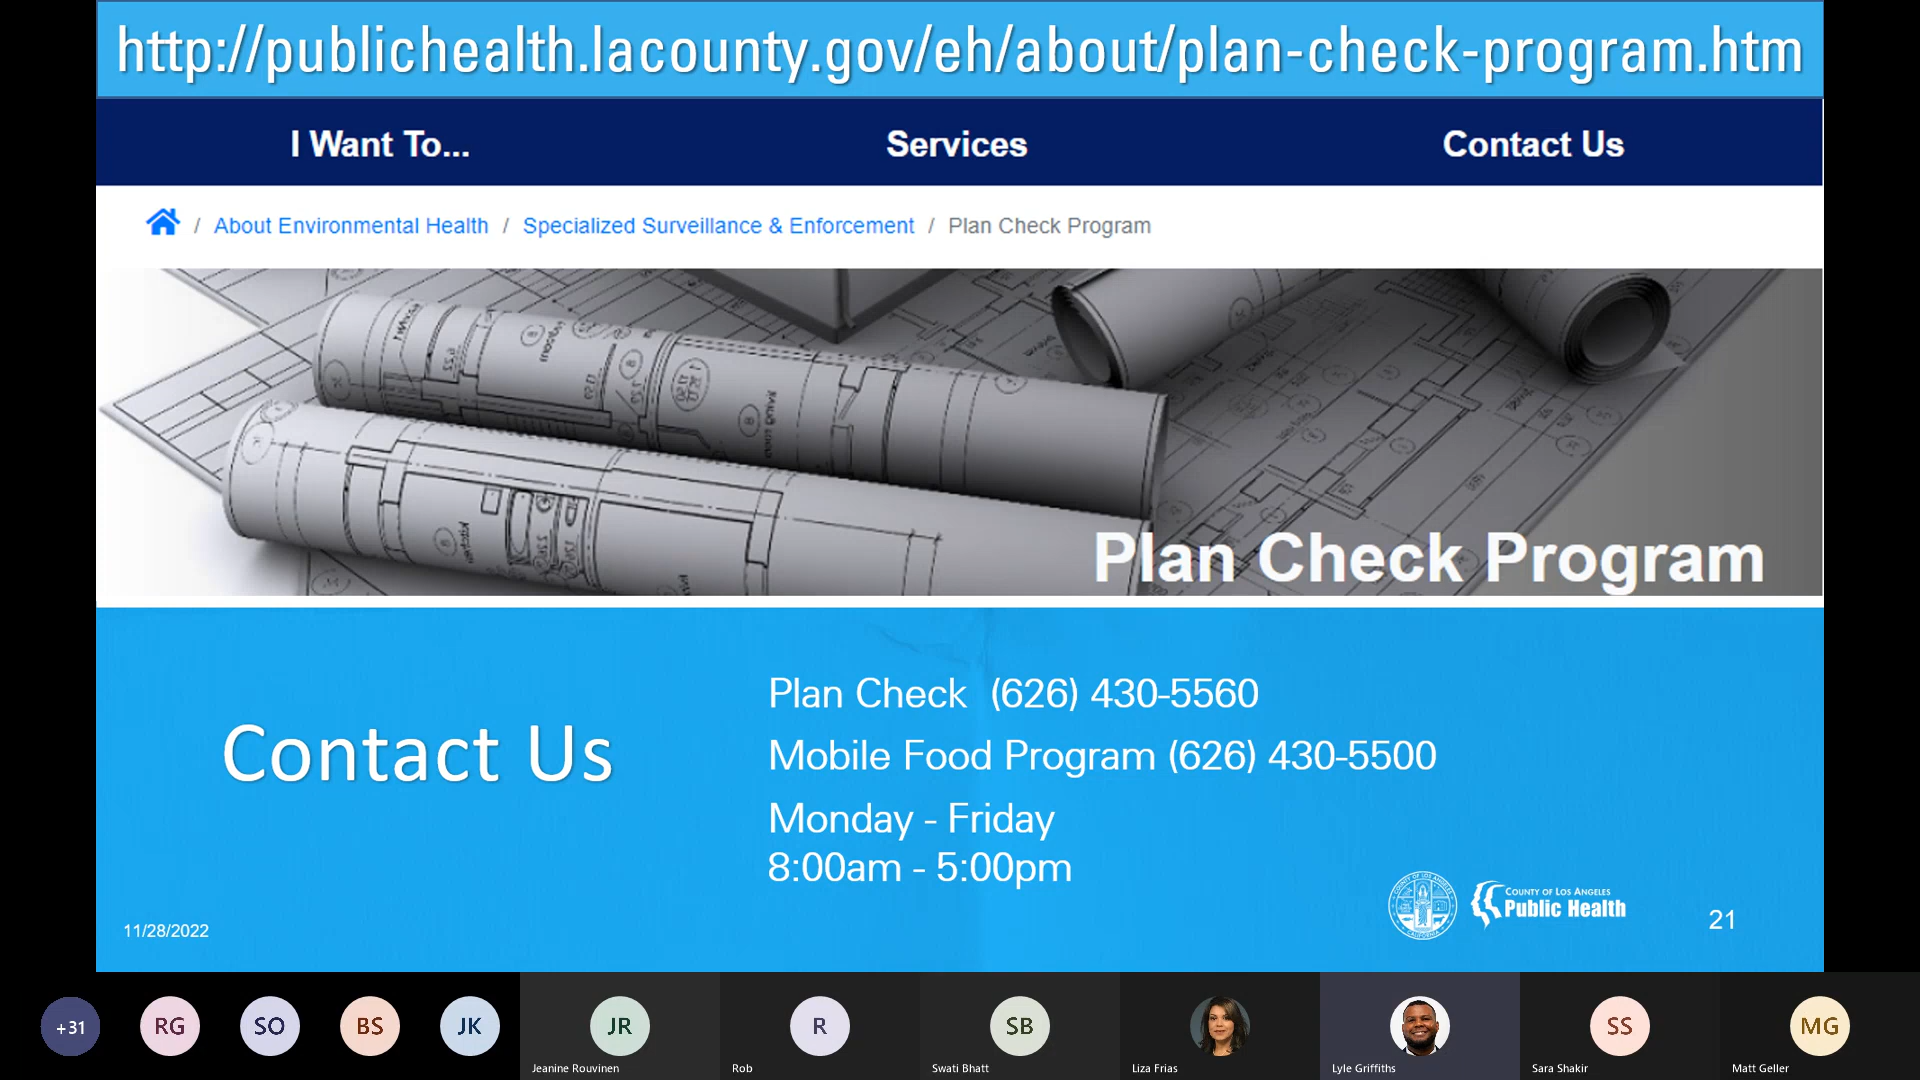 http://publichealth.lacounty.gov/eh/about/plan-check-program.htm
I Want To...
Services
Contact Us
/ About Environmental Health / Specialized Surveillance & Enforcement / Plan Check Program
Plan Check Program
Contact Us
Plan Check (626) 430-5560
Mobile Food Program (626) 430-5500
Monday - Friday
8:00am - 5:00pm
County of Los Angeles
Public Health
11/28/2022
21
+31
RG
SO
BS
JK
JR
R
SB
SS
MG
Jeanine Rouvinen
Rob
Swati Bhatt
Liza Frias
Lyle Griffiths
Sara Shakir
Matt Geller